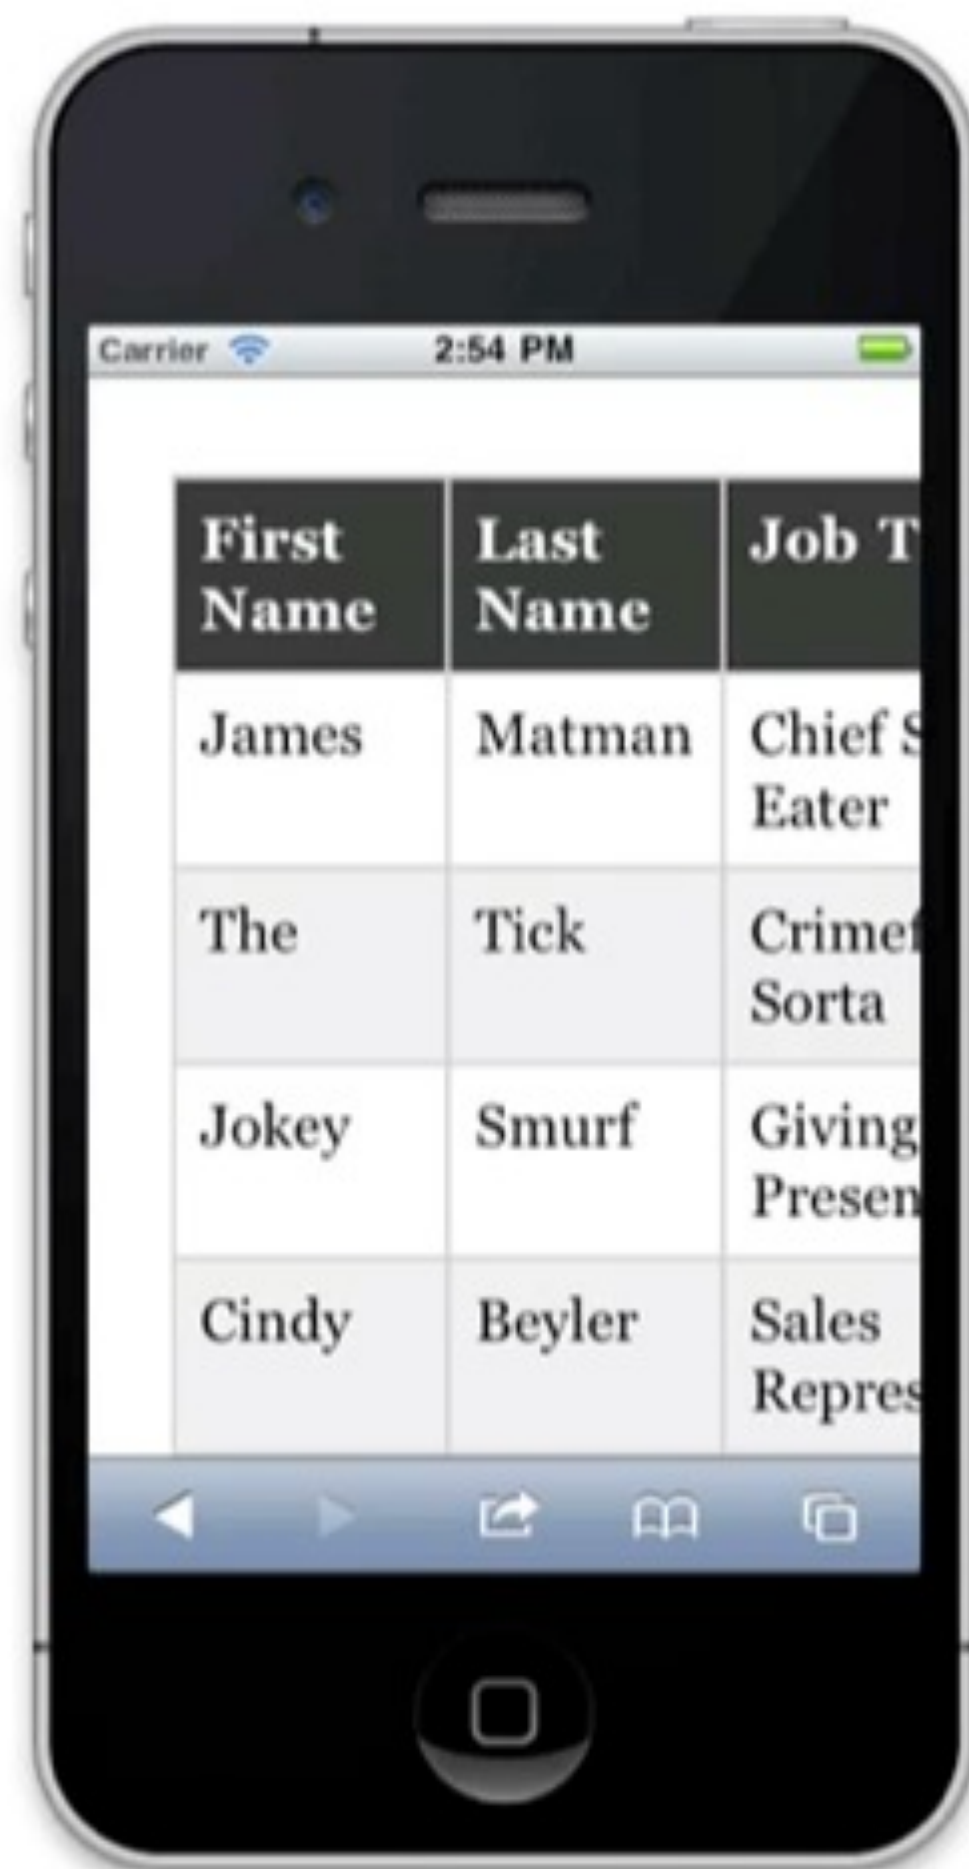 Carrier 2:54 PM
First Name Last Name Job T
James Matman Chief S
Eater
The Tick Crimef
Sorta
Jokey Smurf Giving
Presen
Cindy Beyler Sales
Repres